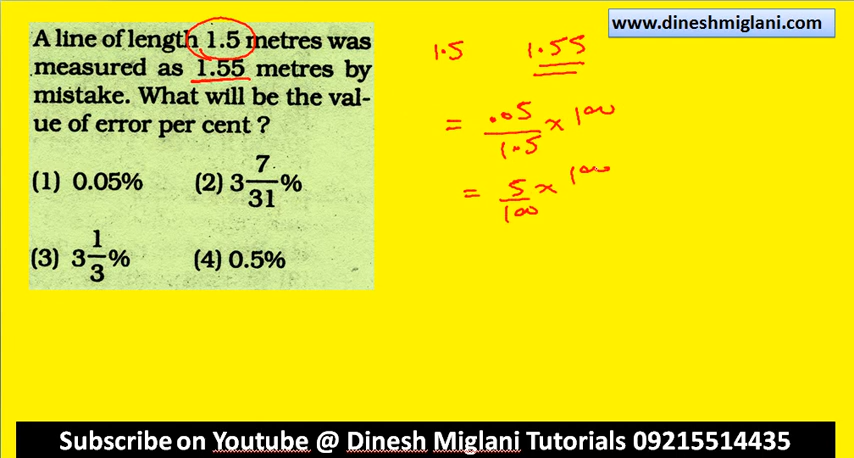 www.dineshmiglani.com
A line of length 1.5 metres was
measured as 1.55 metres by
mistake. What will be the val-
ue of error per cent ?
(1) 0.05% (2) 3 7/31 %
(3) 3 1/3 % (4) 0.5%
1.5 1.55
= .05/1.5 × 100
= 5/100 × 100
Subscribe on Youtube @ Dinesh Miglani Tutorials 09215514435